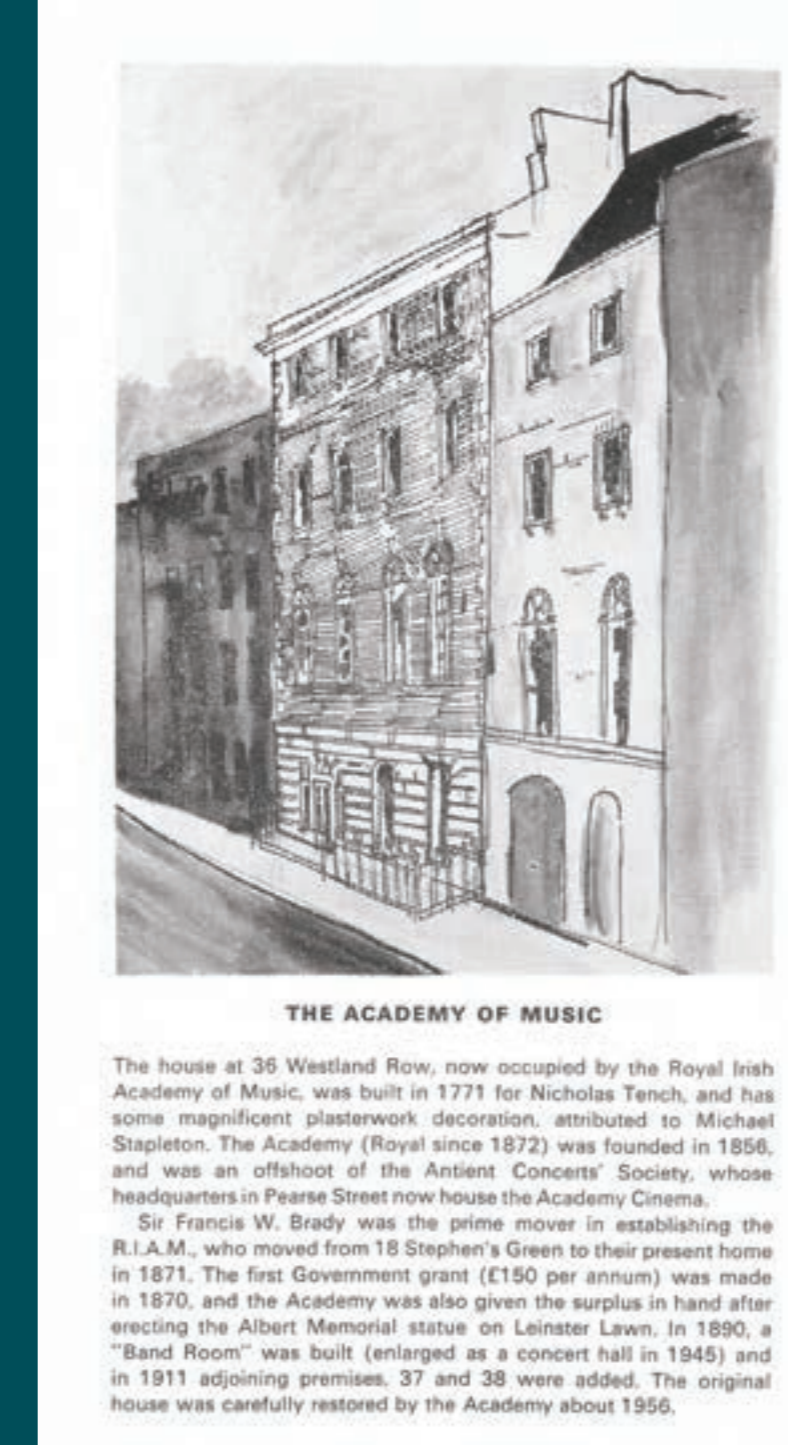 THE ACADEMY OF MUSIC
The house at 36 Westland Row, now occupied by the Royal Irish
Academy of Music, was built in 1771 for Nicholas Tench, and has
some magnificent plasterwork decoration, attributed to Michael
Stapleton. The Academy (Royal since 1872) was founded in 1856,
and was an offshoot of the Antient Concerts' Society, whose
headquarters in Pearse Street now house the Academy Cinema.
Sir Francis W. Brady was the prime mover in establishing the
R.I.A.M., who moved from 18 Stephen's Green to their present home
in 1871. The first Government grant (£150 per annum) was made
in 1870, and the Academy was also given the surplus in hand after
erecting the Albert Memorial statue on Leinster Lawn. In 1890, a
"Band Room" was built (enlarged as a concert hall in 1945) and
in 1911 adjoining premises, 37 and 38 were added. The original
house was carefully restored by the Academy about 1956.